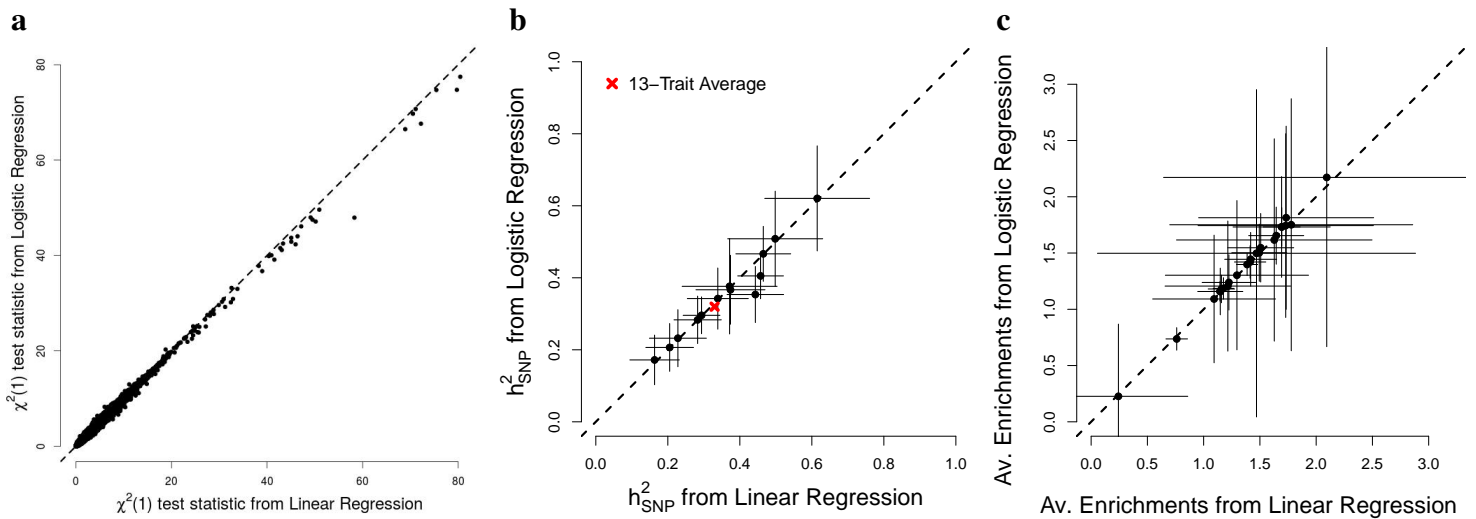 a
χ²(1) test statistic from Logistic Regression
80
60
40
20
0
0 20 40 60 80
χ²(1) test statistic from Linear Regression
b
h²SNP from Logistic Regression
1.0
0.8
0.6
0.4
0.2
0.0
13−Trait Average
0.0 0.2 0.4 0.6 0.8 1.0
h²SNP from Linear Regression
c
Av. Enrichments from Logistic Regression
3.0
2.5
2.0
1.5
1.0
0.5
0.0
0.0 0.5 1.0 1.5 2.0 2.5 3.0
Av. Enrichments from Linear Regression